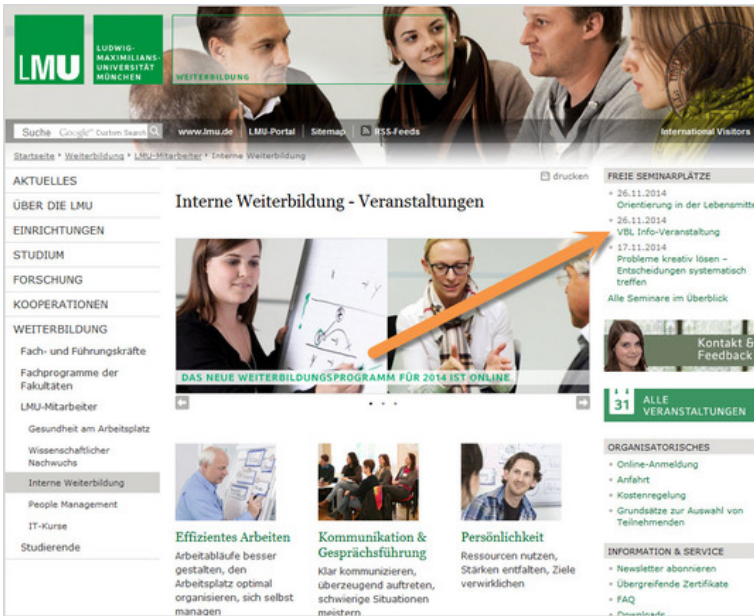 LMU
LUDWIG-
MAXIMILIANS-
UNIVERSITÄT
MÜNCHEN
WEITERBILDUNG
Suche Google™ Custom Search
www.lmu.de
LMU-Portal
Sitemap
RSS-Feeds
International Visitors
Startseite
Weiterbildung
LMU-Mitarbeiter
Interne Weiterbildung
AKTUELLES
ÜBER DIE LMU
EINRICHTUNGEN
STUDIUM
FORSCHUNG
KOOPERATIONEN
WEITERBILDUNG
Fach- und Führungskräfte
Fachprogramme der
Fakultäten
LMU-Mitarbeiter
Gesundheit am Arbeitsplatz
Wissenschaftlicher
Nachwuchs
Interne Weiterbildung
People Management
IT-Kurse
Studierende
drucken
Interne Weiterbildung - Veranstaltungen
DAS NEUE WEITERBILDUNGSPROGRAMM FÜR 2014 IST ONLINE
Effizientes Arbeiten
Arbeitabläufe besser
gestalten, den
Arbeitsplatz optimal
organisieren, sich selbst
managen
Kommunikation &
Gesprächsführung
Klar kommunizieren,
überzeugend auftreten,
schwierige Situationen
meistern
Persönlichkeit
Ressourcen nutzen,
Stärken entfalten, Ziele
verwirklichen
FREIE SEMINARPLÄTZE
26.11.2014
Orientierung in der Lebensmitte
26.11.2014
VBL Info-Veranstaltung
17.11.2014
Probleme kreativ lösen –
Entscheidungen systematisch
treffen
Alle Seminare im Überblick
Kontakt &
Feedback
31
ALLE
VERANSTALTUNGEN
ORGANISATORISCHES
Online-Anmeldung
Anfahrt
Kostenregelung
Grundsätze zur Auswahl von
Teilnehmenden
INFORMATION & SERVICE
Newsletter abonnieren
Übergreifende Zertifikate
FAQ
Downloads